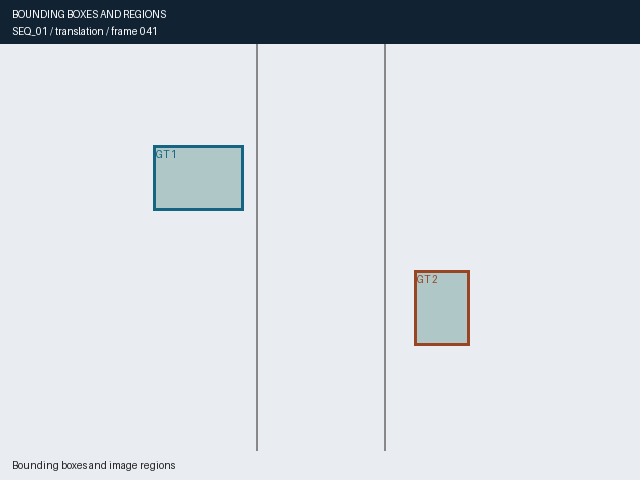 BOUNDING BOXES AND REGIONS
SEQ_01 / translation / frame 041
GT1
GT2
Bounding boxes and image regions